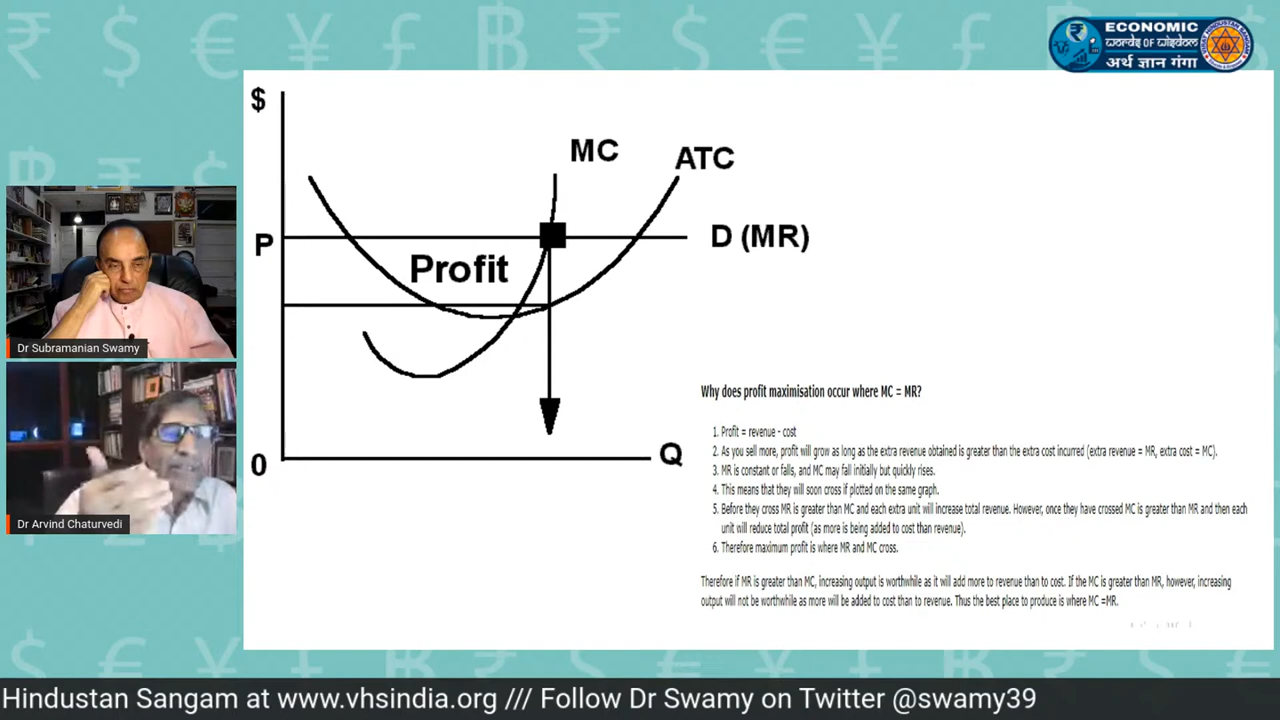 ECONOMIC
WORDS OF WISDOM
अर्थ ज्ञान गंगा
$
MC
ATC
P
D (MR)
Profit
0
Q
Dr Subramanian Swamy
Dr Arvind Chaturvedi
Why does profit maximisation occur where MC = MR?
1. Profit = revenue - cost
2. As you sell more, profit will grow as long as the extra revenue obtained is greater than the extra cost incurred (extra revenue = MR, extra cost = MC).
3. MR is constant or falls, and MC may fall initially but quickly rises.
4. This means that they will soon cross if plotted on the same graph.
5. Before they cross MR is greater than MC and each extra unit will increase total revenue. However, once they have crossed MC is greater than MR and then each
unit will reduce total profit (as more is being added to cost than revenue).
6. Therefore maximum profit is where MR and MC cross.
Therefore if MR is greater than MC, increasing output is worthwhile as it will add more to revenue than to cost. If the MC is greater than MR, however, increasing
output will not be worthwhile as more will be added to cost than to revenue. Thus the best place to produce is where MC =MR.
Hindustan Sangam at www.vhsindia.org /// Follow Dr Swamy on Twitter @swamy39